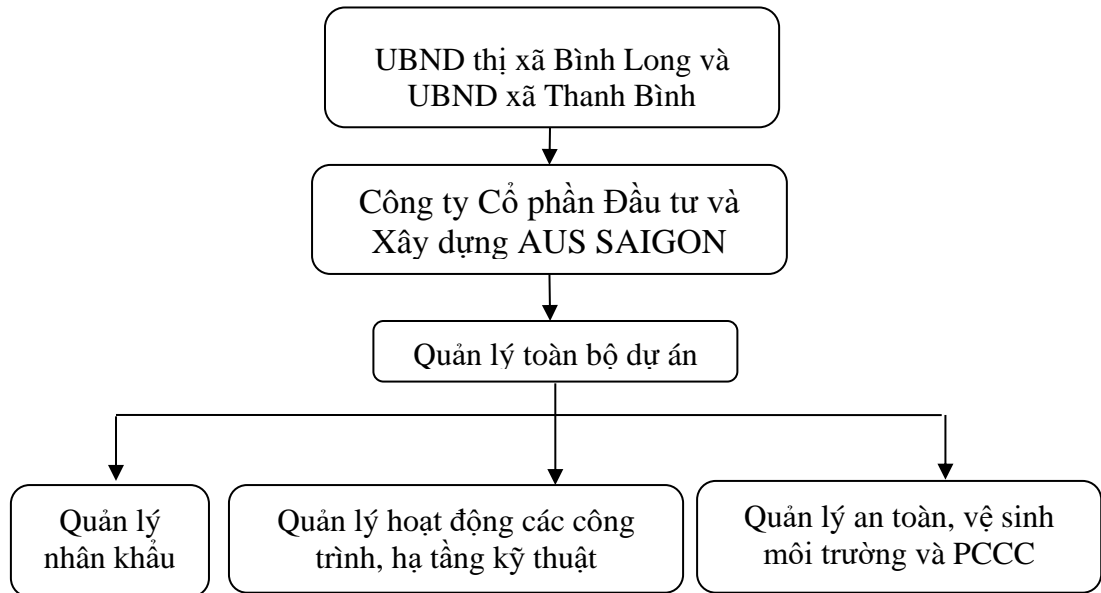 UBND thị xã Bình Long và
UBND xã Thanh Bình
Công ty Cổ phần Đầu tư và
Xây dựng AUS SAIGON
Quản lý toàn bộ dự án
Quản lý
nhân khẩu
Quản lý hoạt động các công
trình, hạ tầng kỹ thuật
Quản lý an toàn, vệ sinh
môi trường và PCCC